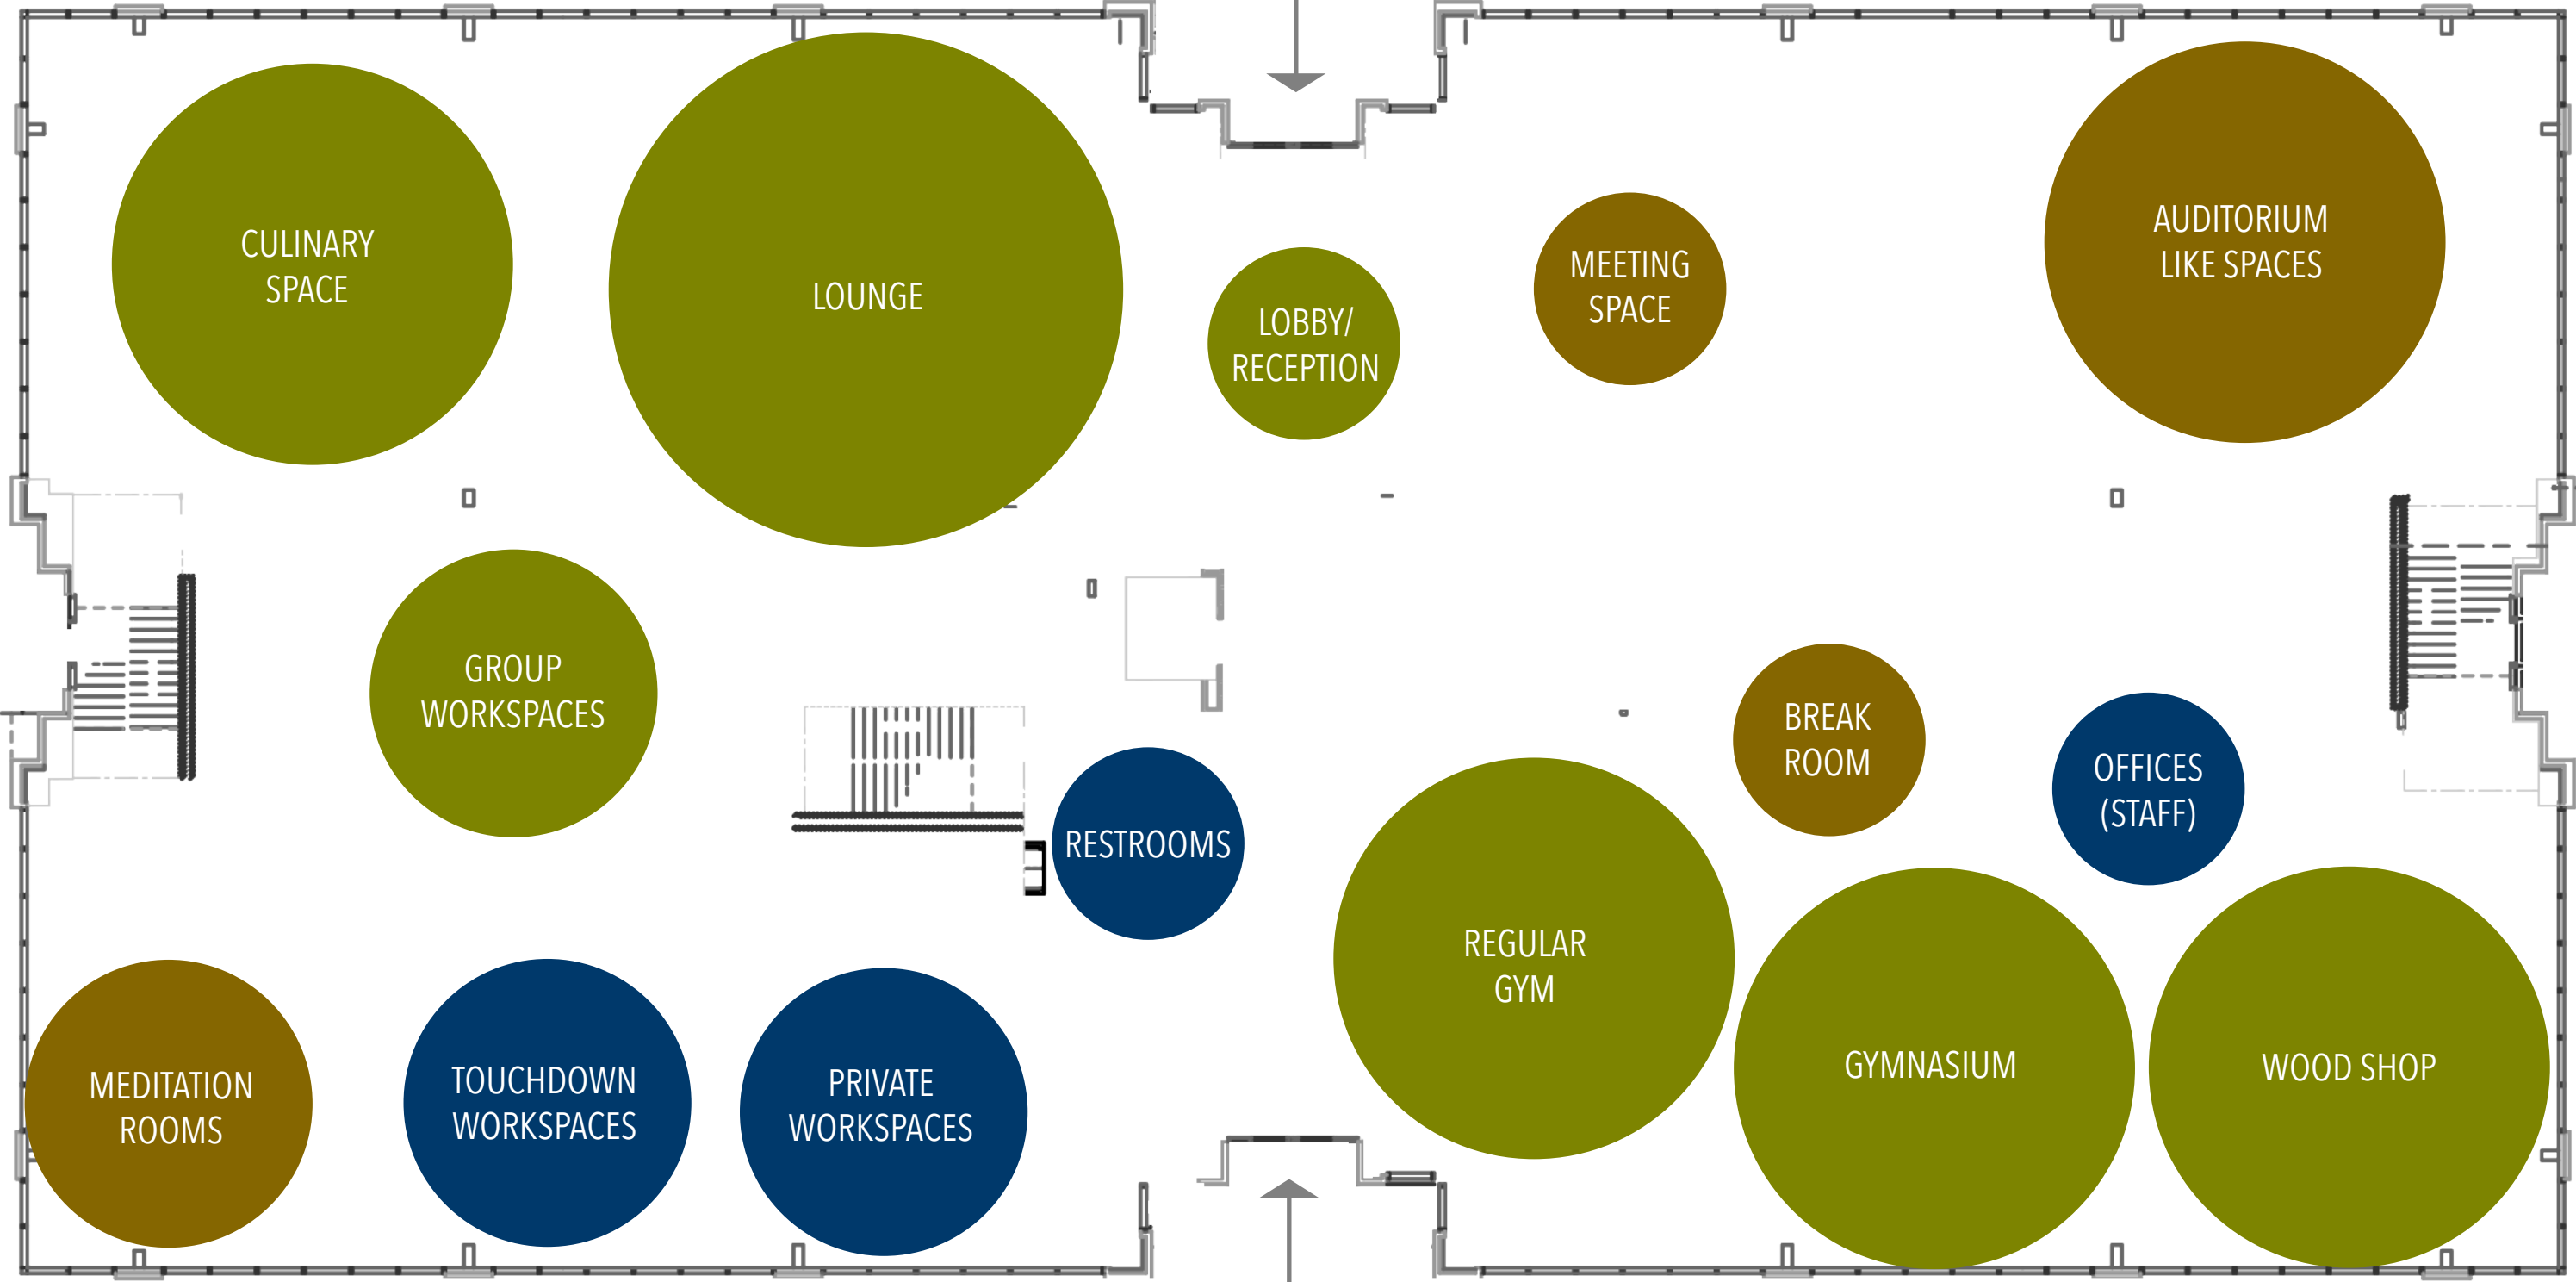 CULINARY
SPACE
LOUNGE
LOBBY/
RECEPTION
MEETING
SPACE
AUDITORIUM
LIKE SPACES
GROUP
WORKSPACES
RESTROOMS
BREAK
ROOM
OFFICES
(STAFF)
MEDITATION
ROOMS
TOUCHDOWN
WORKSPACES
PRIVATE
WORKSPACES
REGULAR
GYM
GYMNASIUM
WOOD SHOP